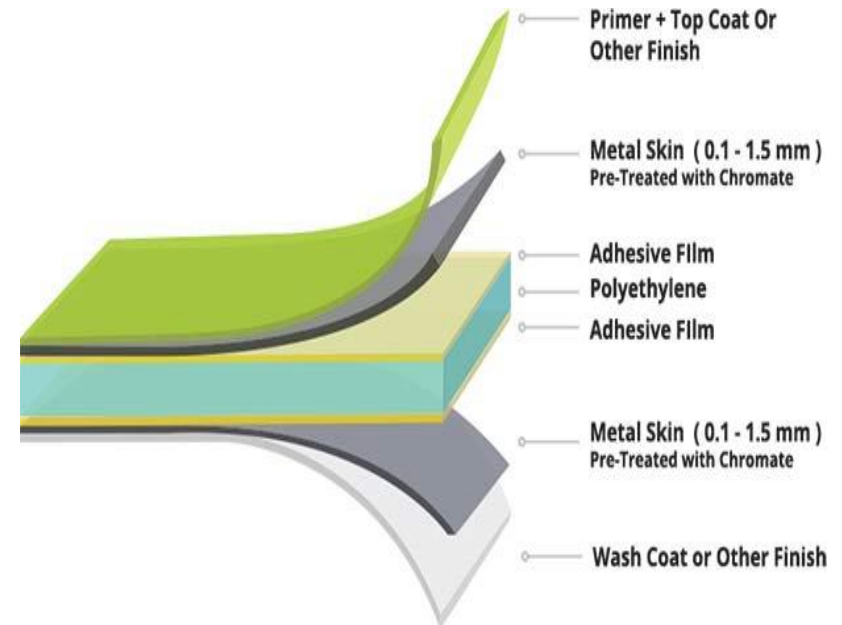 Primer + Top Coat Or
Other Finish
Metal Skin ( 0.1 - 1.5 mm )
Pre-Treated with Chromate
Adhesive FIlm
Polyethylene
Adhesive FIlm
Metal Skin ( 0.1 - 1.5 mm )
Pre-Treated with Chromate
Wash Coat or Other Finish